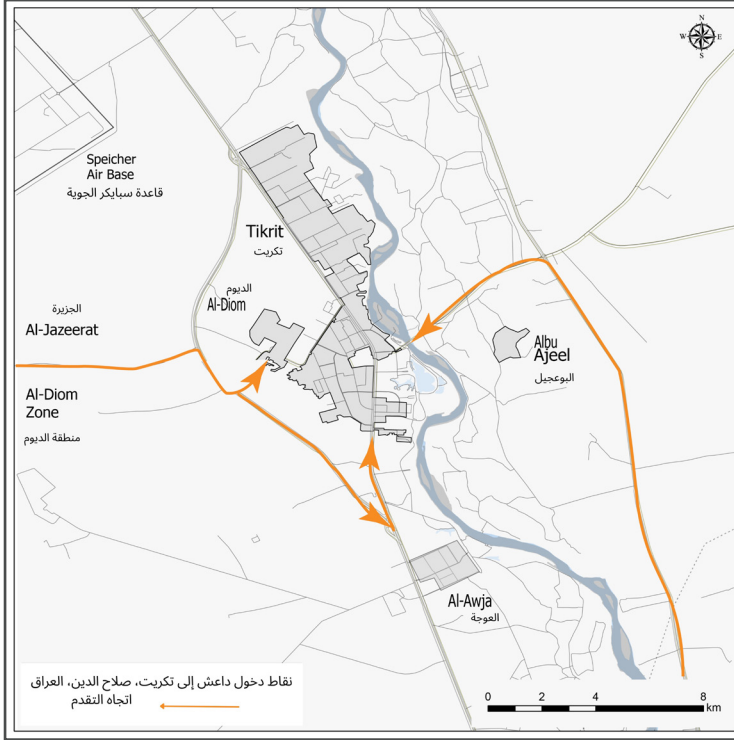 N
W E
S
Speicher
Air Base
قاعدة سبايكر الجوية
Tikrit
تكريت
الديوم
Al-Diom
الجزيرة
Al-Jazeerat
Albu
Ajeel
البوعجيل
Al-Diom
Zone
منطقة الديوم
Al-Awja
العوجة
نقاط دخول داعش إلى تكريت، صلاح الدين، العراق
اتجاه التقدم
0 2 4 8
km